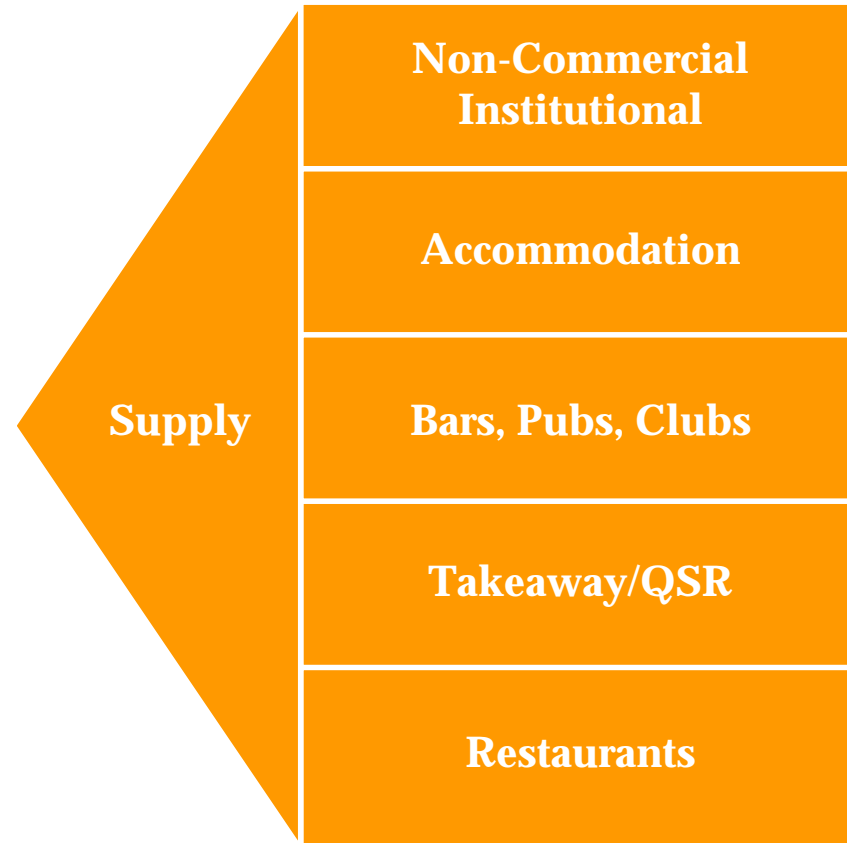 Non-Commercial
Institutional
Accommodation
Supply
Bars, Pubs, Clubs
Takeaway/QSR
Restaurants